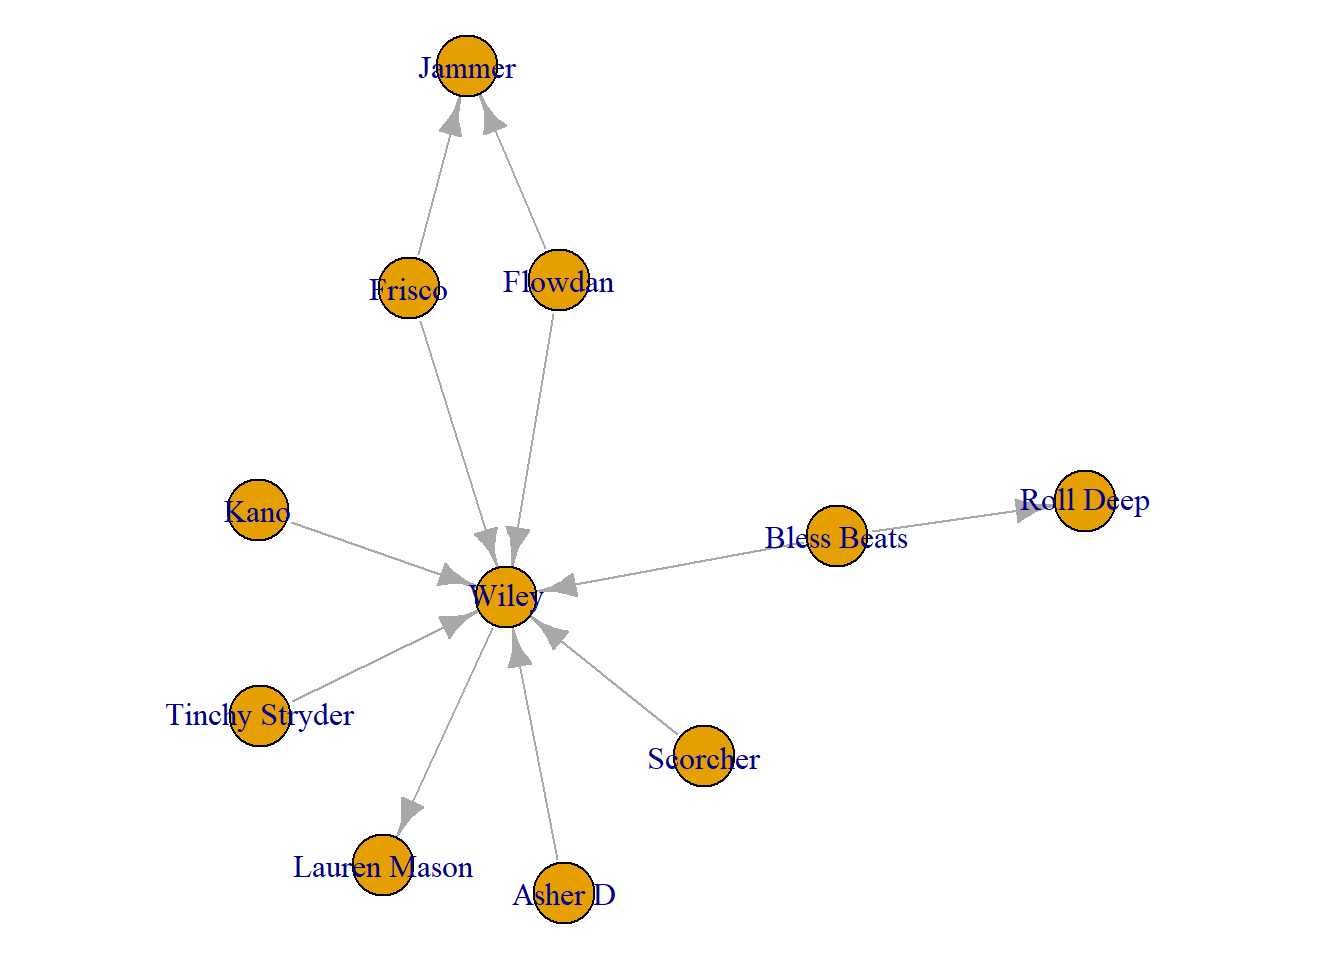 Jammer
Frisco
Flowdan
Kano
Roll Deep
Bless Beats
Wiley
Tinchy Stryder
Scorcher
Lauren Mason
Asher D